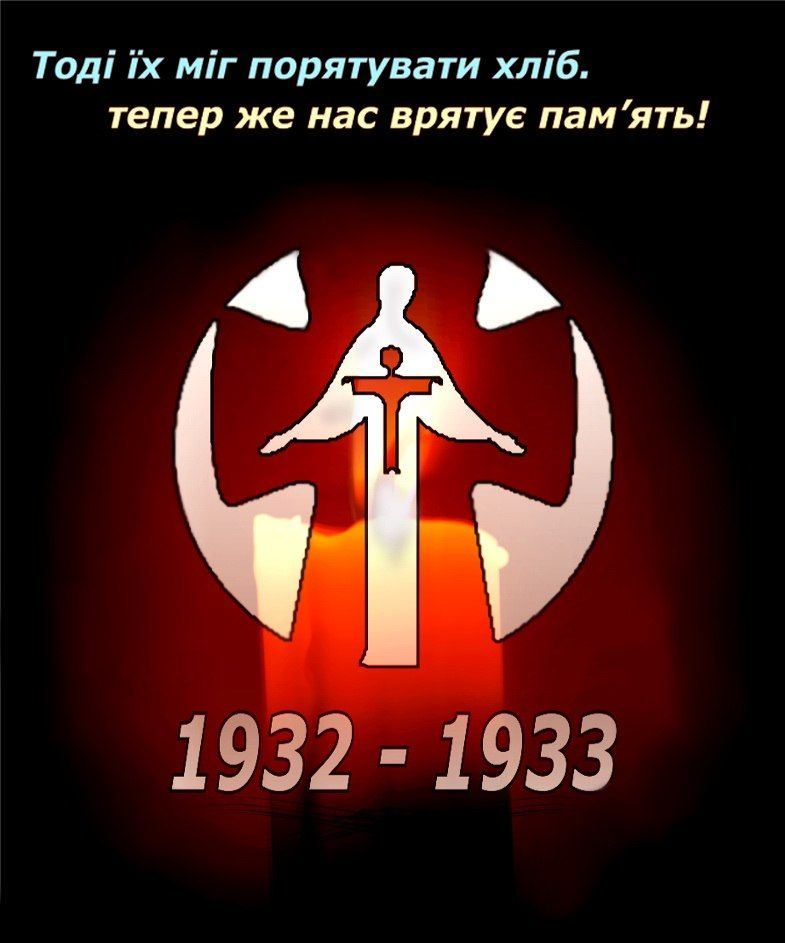 Тоді їх міг порятувати хліб.
тепер же нас врятує пам’ять!
1932 - 1933